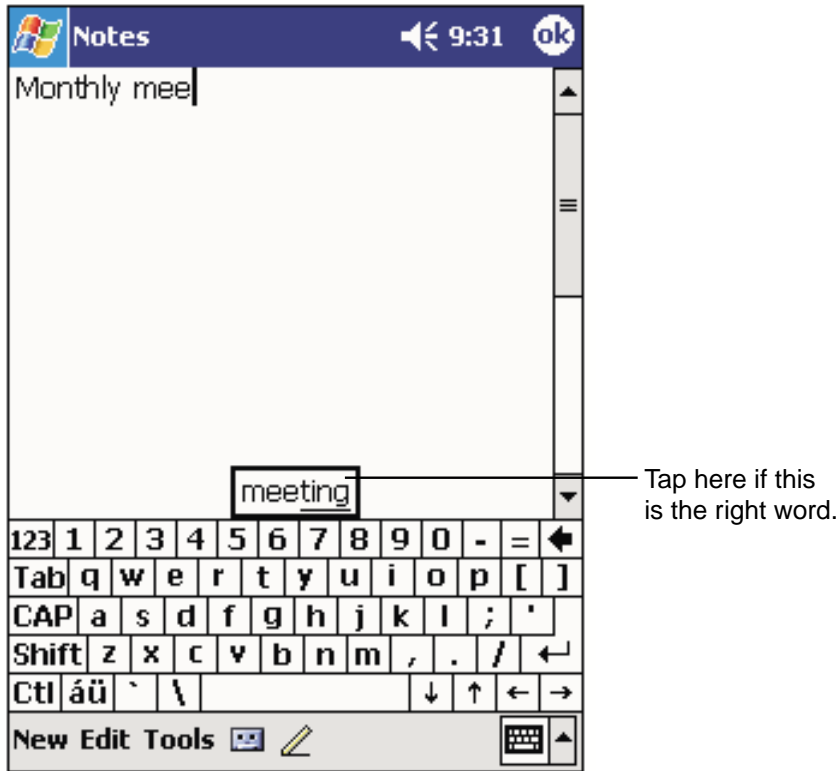 Notes 9:31 ok
Monthly mee
meeting
Tap here if this
is the right word.
123 1 2 3 4 5 6 7 8 9 0 - =
Tab q w e r t y u i o p [ ]
CAP a s d f g h j k l ; '
Shift z x c v b n m , . /
Ctl áü ` \ ↓ ↑ ← →
New Edit Tools